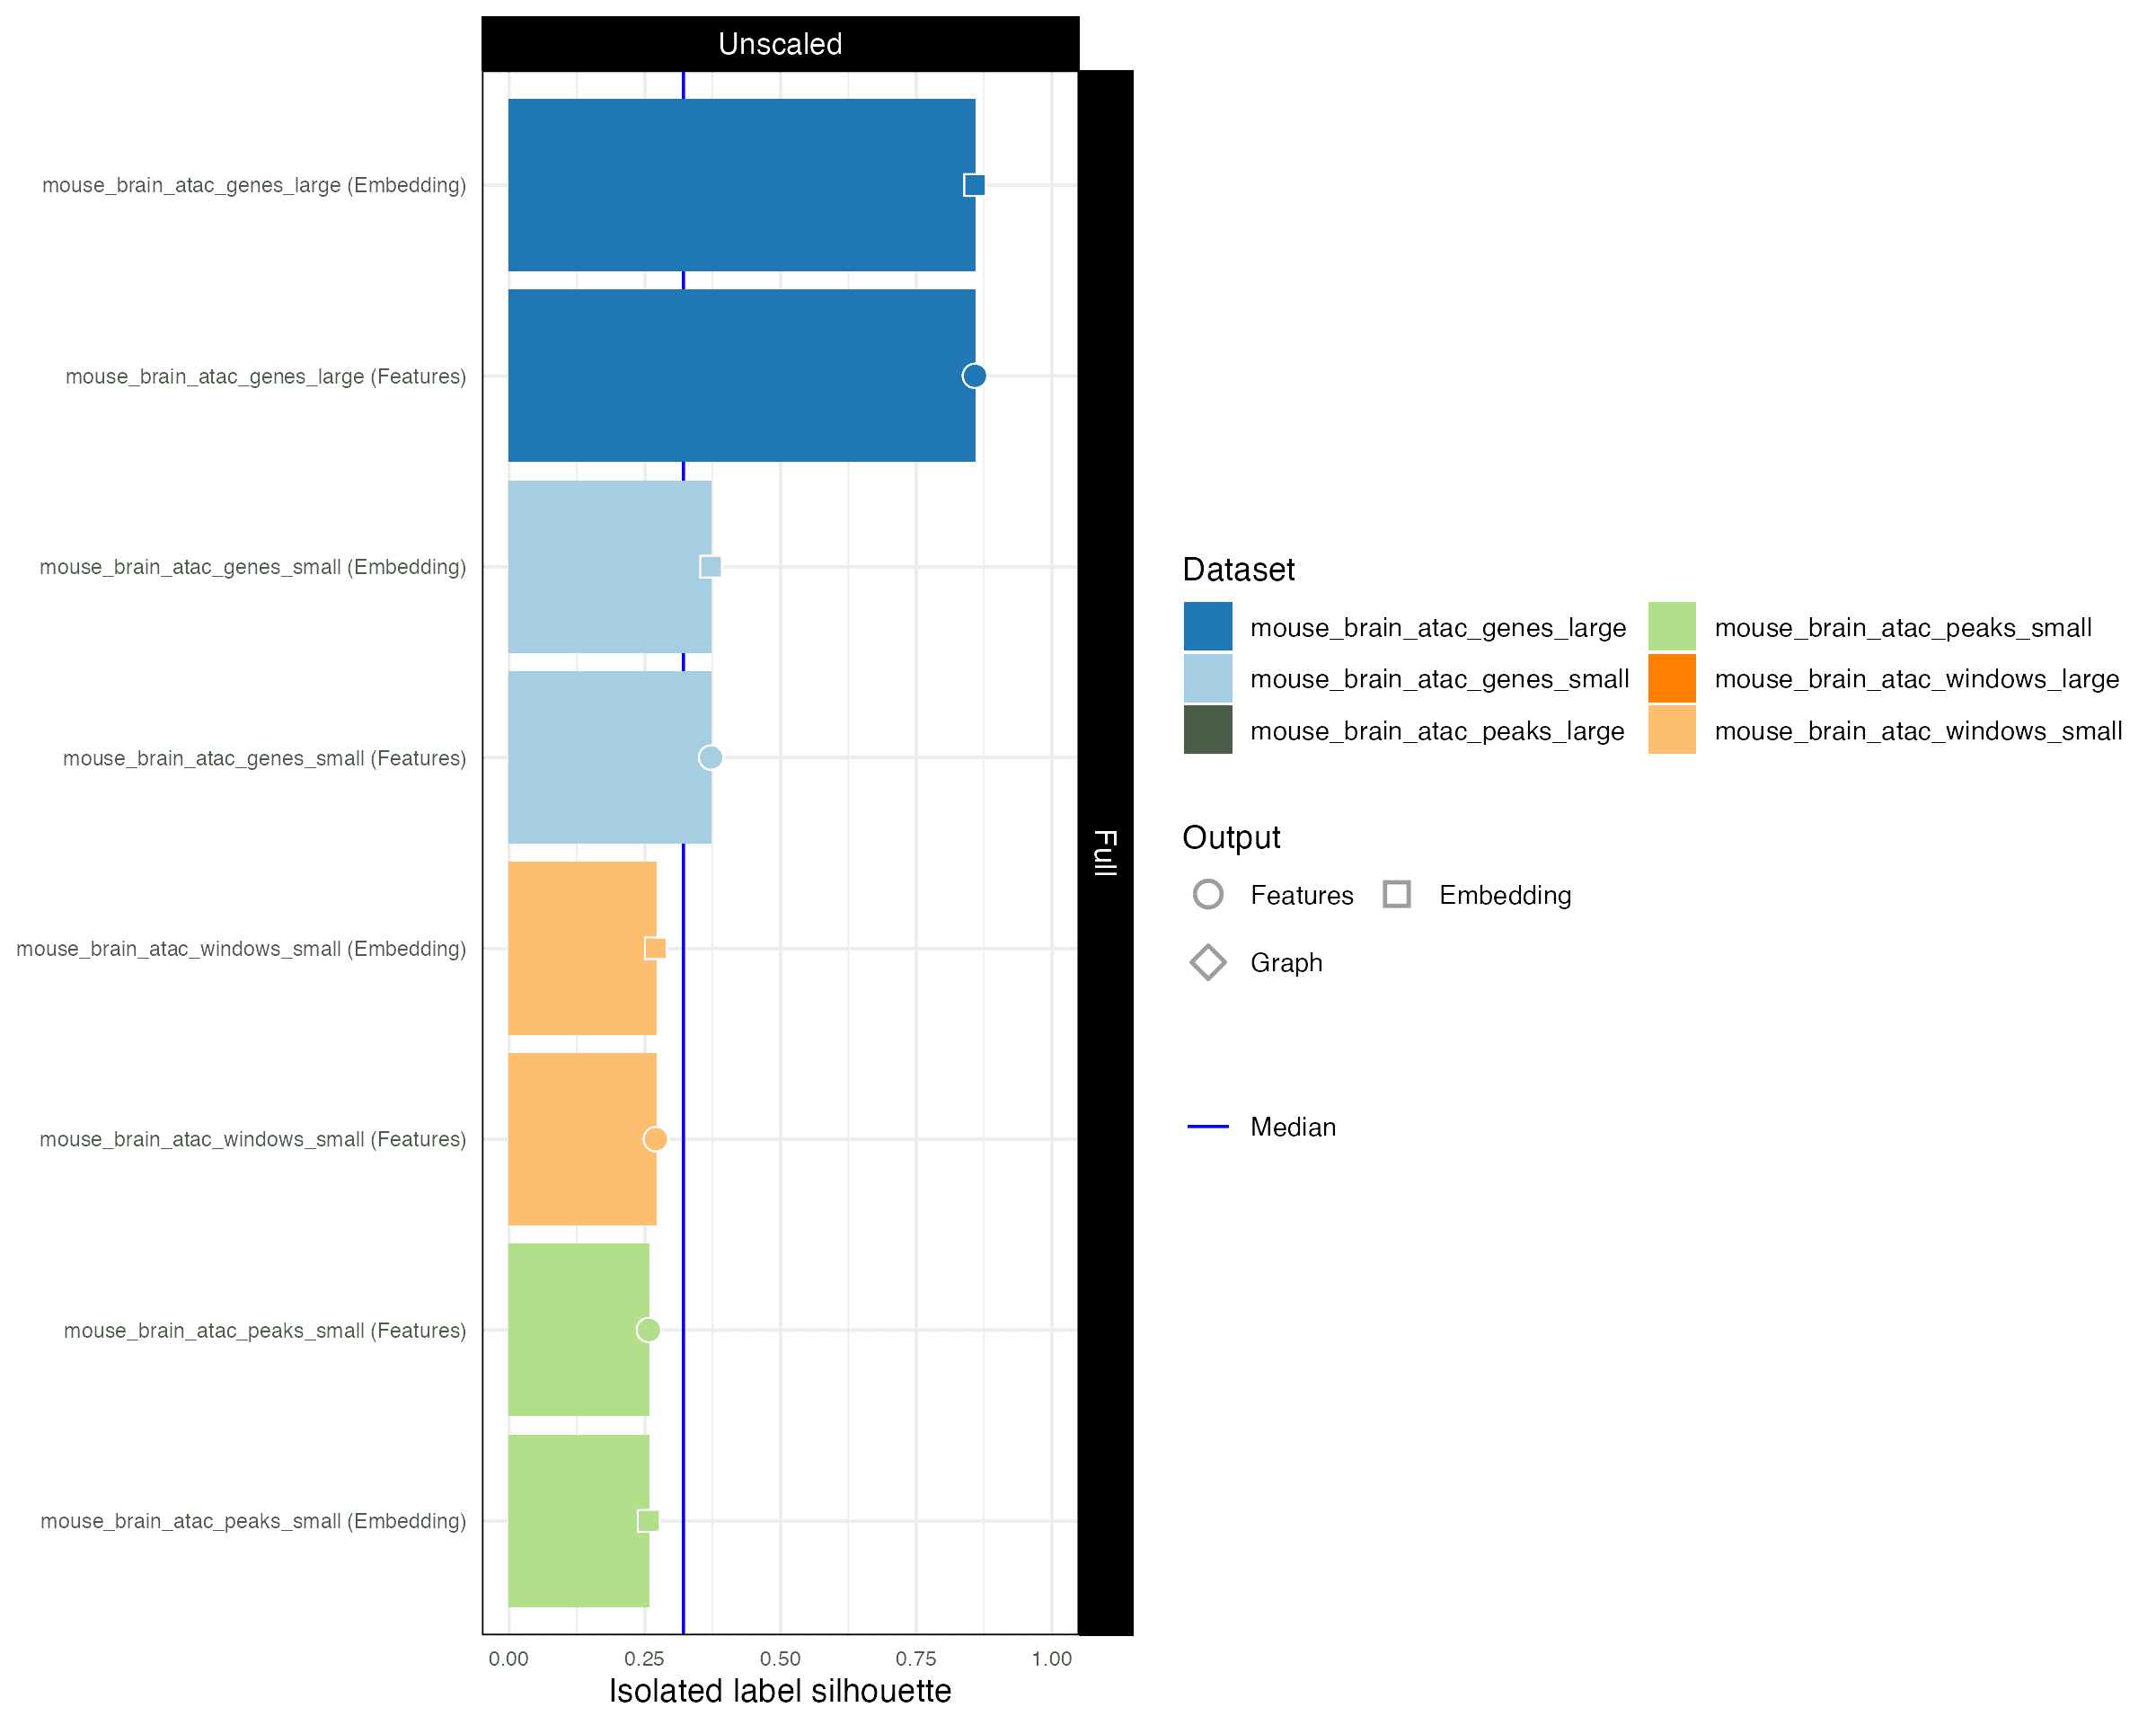 Unscaled
mouse_brain_atac_genes_large (Embedding)
mouse_brain_atac_genes_large (Features)
mouse_brain_atac_genes_small (Embedding)
mouse_brain_atac_genes_small (Features)
mouse_brain_atac_windows_small (Embedding)
mouse_brain_atac_windows_small (Features)
mouse_brain_atac_peaks_small (Features)
mouse_brain_atac_peaks_small (Embedding)
Full
0.00 0.25 0.50 0.75 1.00
Isolated label silhouette
Dataset
mouse_brain_atac_genes_large mouse_brain_atac_peaks_small
mouse_brain_atac_genes_small mouse_brain_atac_windows_large
mouse_brain_atac_peaks_large mouse_brain_atac_windows_small
Output
Features Embedding
Graph
Median